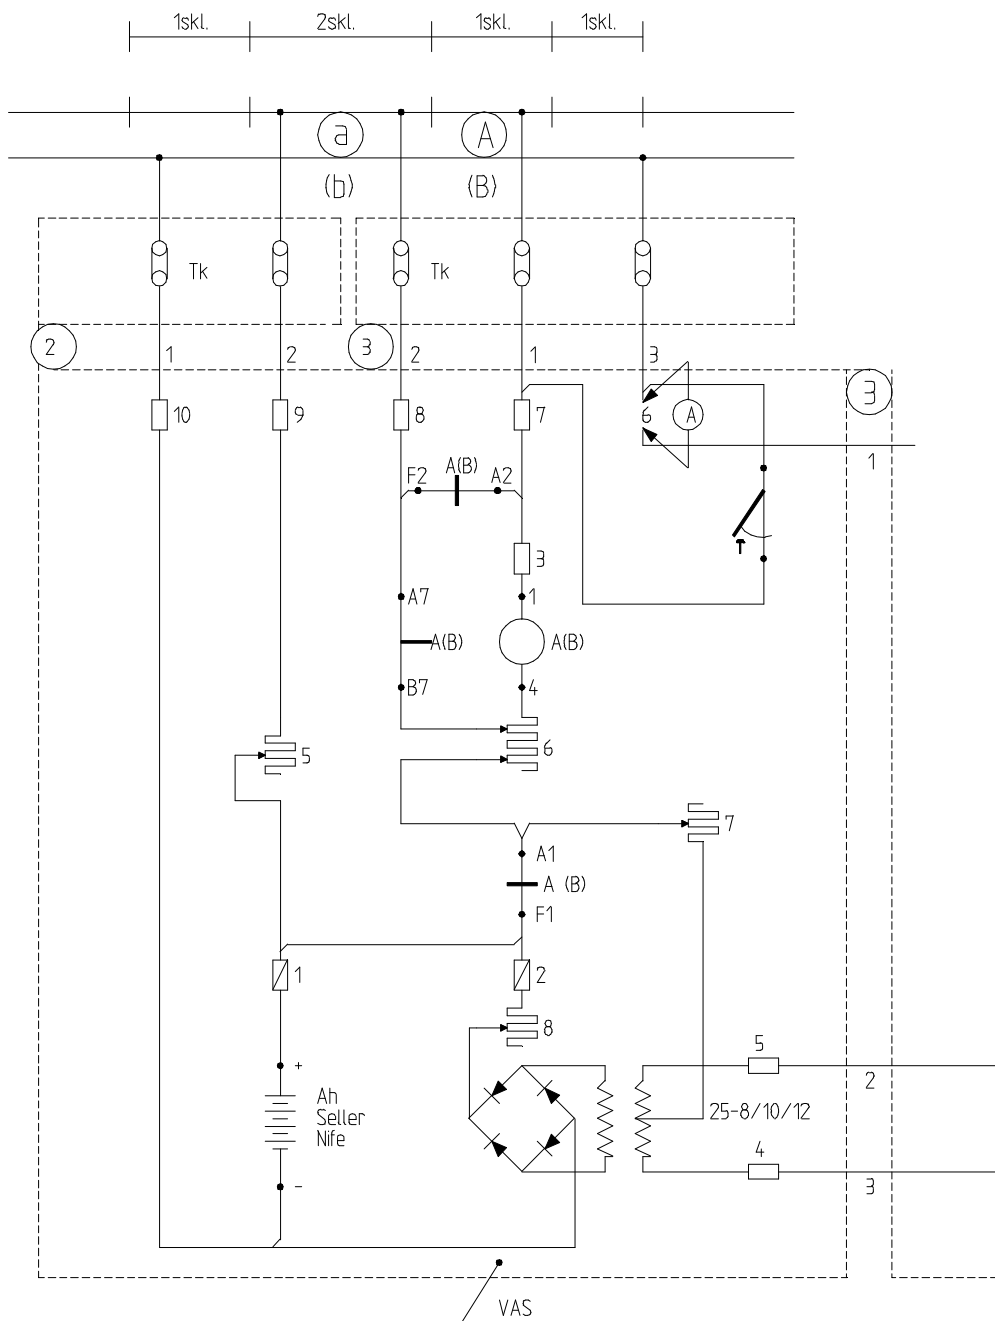 1skl. 2skl. 1skl. 1skl.
a A
(b) (B)
Tk Tk
2 3
1 2 2 1 3
3
10 9 8 7 6 A
1
F2 A(B) A2
3
A7 1
A(B) A(B)
B7 4
5 6
7
A1
A (B)
F1
1 2
8
+ 5
2
Ah
Seller
Nife
25-8/10/12
4
- 3
VAS